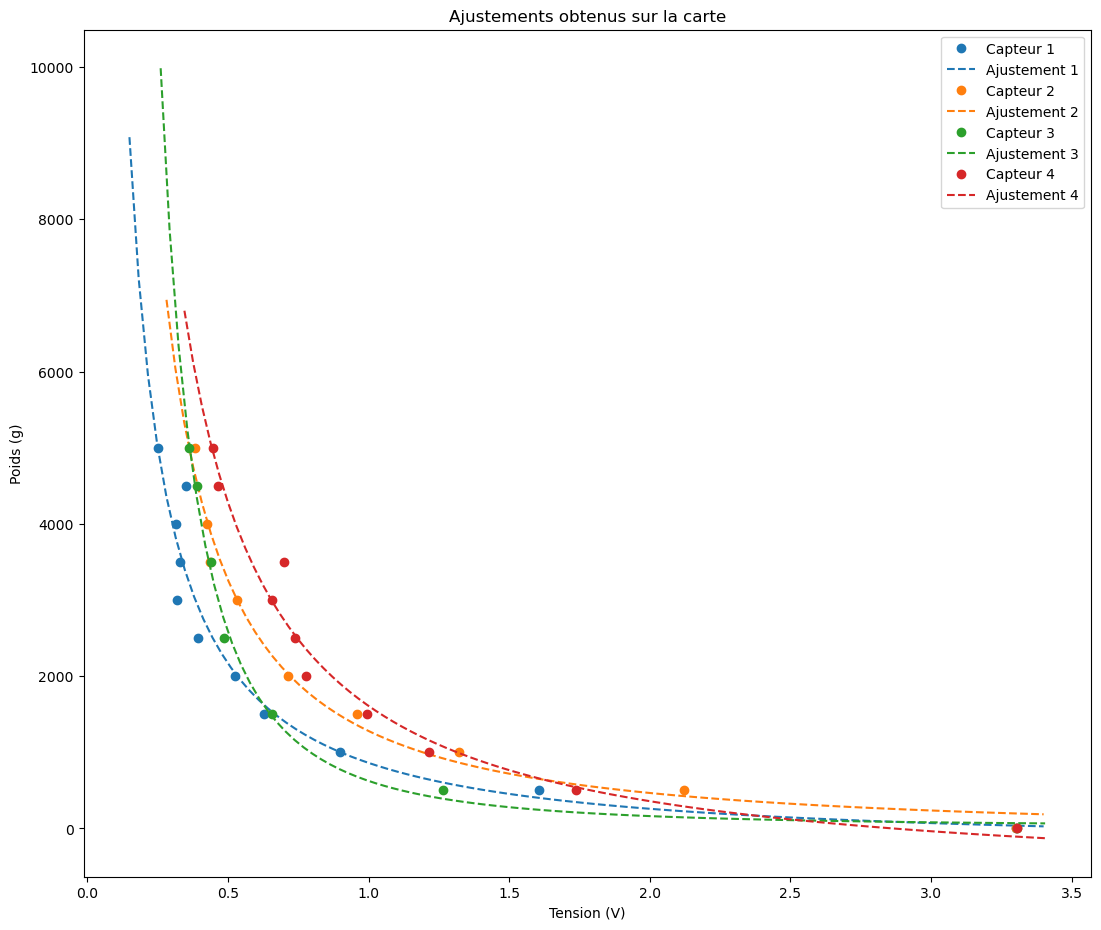 Ajustements obtenus sur la carte
Capteur 1
Ajustement 1
Capteur 2
Ajustement 2
Capteur 3
Ajustement 3
Capteur 4
Ajustement 4
Poids (g)
10000
8000
6000
4000
2000
0
0.0 0.5 1.0 1.5 2.0 2.5 3.0 3.5
Tension (V)